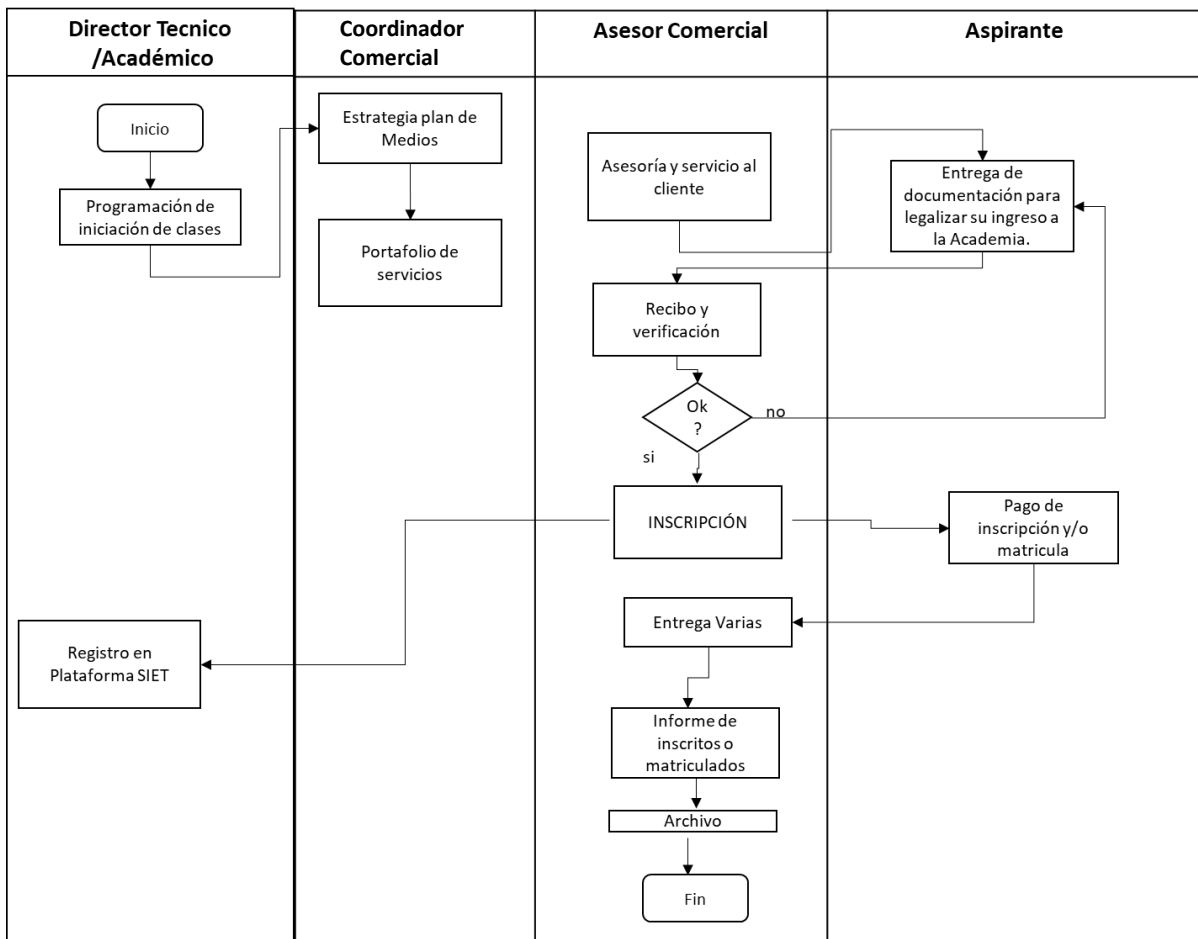 Director Tecnico
/Académico
Coordinador
Comercial
Asesor Comercial
Aspirante
Inicio
Programación de
iniciación de clases
Estrategia plan de
Medios
Portafolio de
servicios
Asesoría y servicio al
cliente
Entrega de
documentación para
legalizar su ingreso a
la Academia.
Recibo y
verificación
Ok
?
no
si
INSCRIPCIÓN
Pago de
inscripción y/o
matricula
Entrega Varias
Registro en
Plataforma SIET
Informe de
inscritos o
matriculados
Archivo
Fin